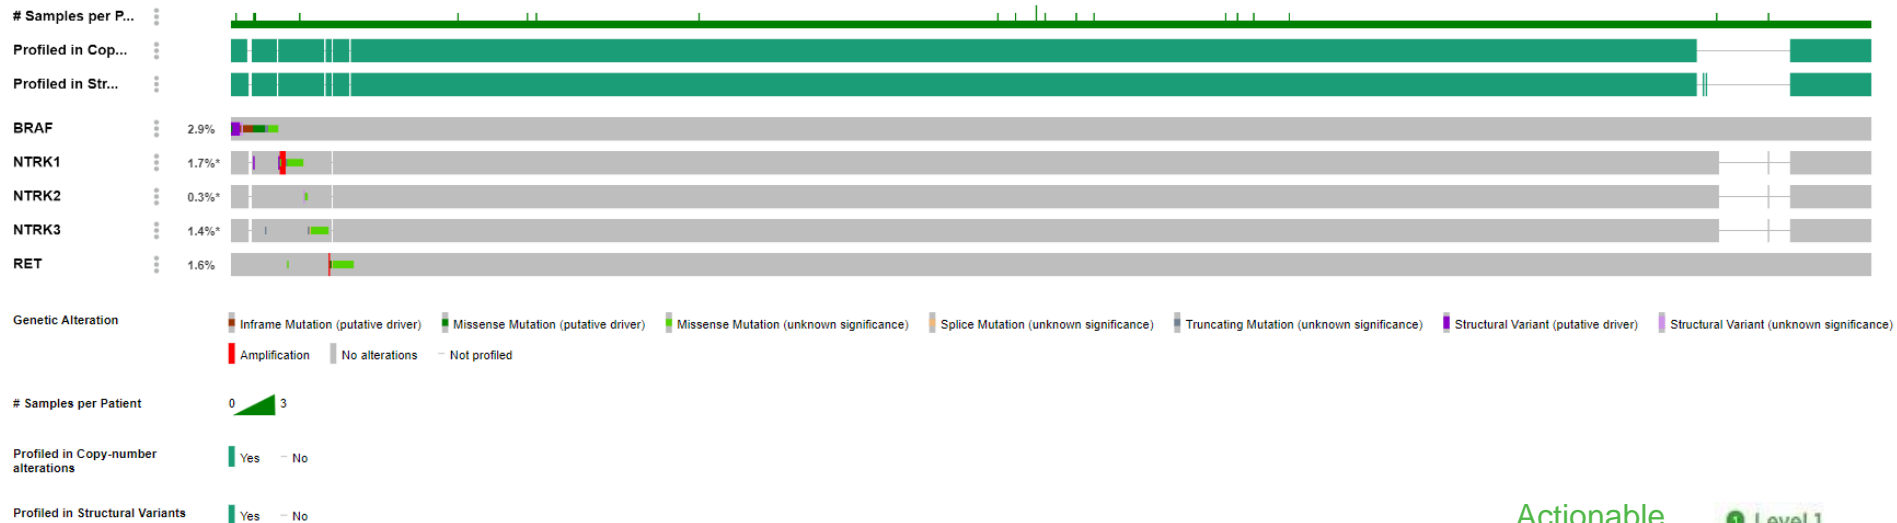 # Samples per P...
Profiled in Cop...
Profiled in Str...
BRAF 2.9%
NTRK1 1.7%*
NTRK2 0.3%*
NTRK3 1.4%*
RET 1.6%
Genetic Alteration Inframe Mutation (putative driver) Missense Mutation (putative driver) Missense Mutation (unknown significance) Splice Mutation (unknown significance) Truncating Mutation (unknown significance) Structural Variant (putative driver) Structural Variant (unknown significance)
Amplification No alterations Not profiled
# Samples per Patient 0 3
Profiled in Copy-number
alterations Yes No
Profiled in Structural Variants Yes No
Actionable 1 Level 1